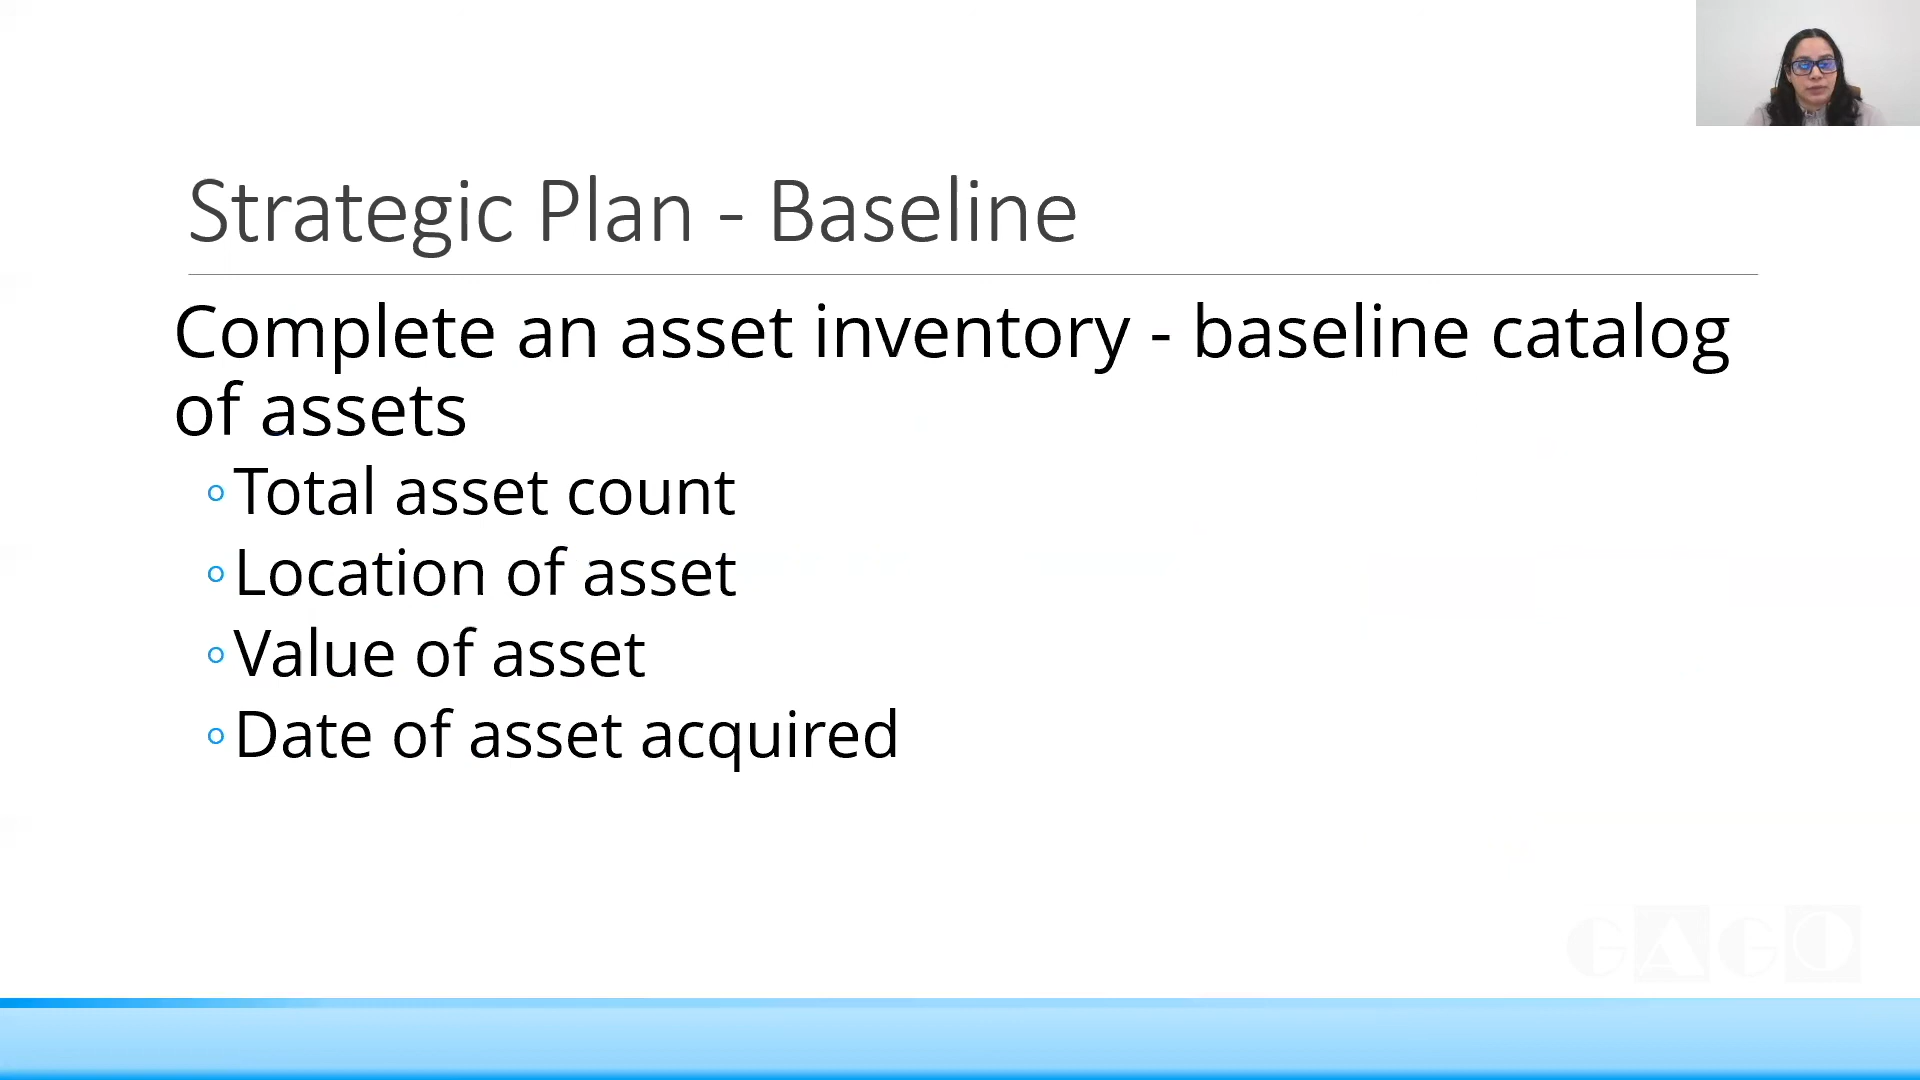 Strategic Plan - Baseline
Complete an asset inventory - baseline catalog
of assets
Total asset count
Location of asset
Value of asset
Date of asset acquired
GAGO